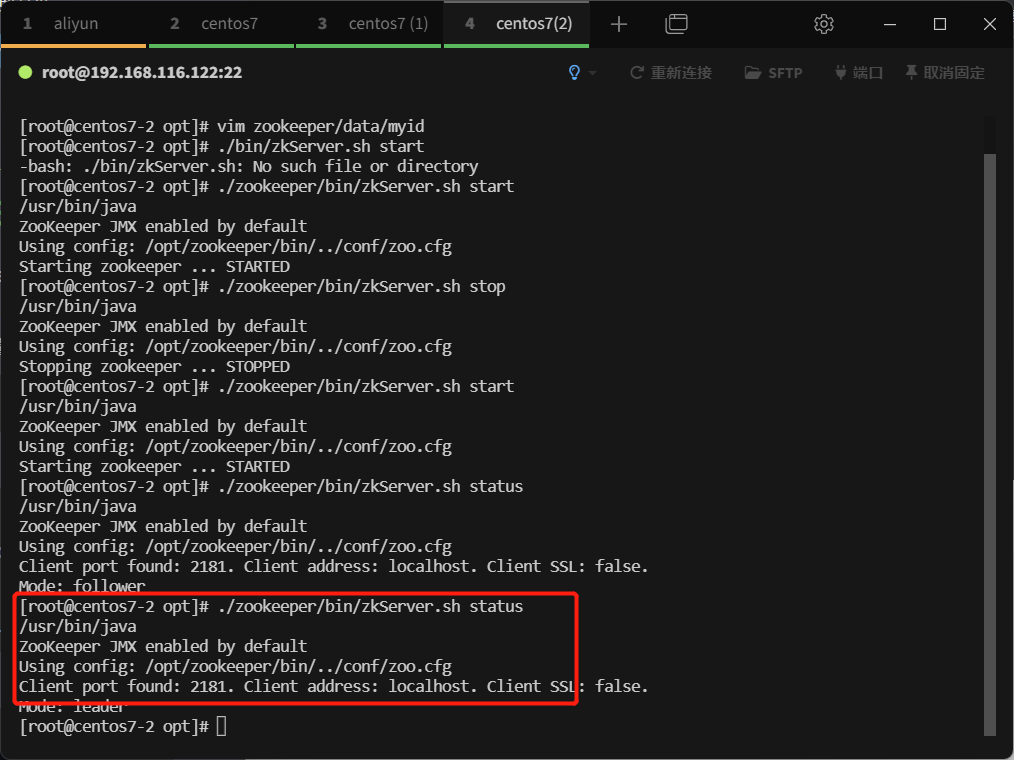 1 aliyun 2 centos7 3 centos7 (1) 4 centos7(2)
root@192.168.116.122:22 重新连接 SFTP 端口 取消固定
[root@centos7-2 opt]# vim zookeeper/data/myid
[root@centos7-2 opt]# ./bin/zkServer.sh start
-bash: ./bin/zkServer.sh: No such file or directory
[root@centos7-2 opt]# ./zookeeper/bin/zkServer.sh start
/usr/bin/java
ZooKeeper JMX enabled by default
Using config: /opt/zookeeper/bin/../conf/zoo.cfg
Starting zookeeper ... STARTED
[root@centos7-2 opt]# ./zookeeper/bin/zkServer.sh stop
/usr/bin/java
ZooKeeper JMX enabled by default
Using config: /opt/zookeeper/bin/../conf/zoo.cfg
Stopping zookeeper ... STOPPED
[root@centos7-2 opt]# ./zookeeper/bin/zkServer.sh start
/usr/bin/java
ZooKeeper JMX enabled by default
Using config: /opt/zookeeper/bin/../conf/zoo.cfg
Starting zookeeper ... STARTED
[root@centos7-2 opt]# ./zookeeper/bin/zkServer.sh status
/usr/bin/java
ZooKeeper JMX enabled by default
Using config: /opt/zookeeper/bin/../conf/zoo.cfg
Client port found: 2181. Client address: localhost. Client SSL: false.
Mode: follower
[root@centos7-2 opt]# ./zookeeper/bin/zkServer.sh status
/usr/bin/java
ZooKeeper JMX enabled by default
Using config: /opt/zookeeper/bin/../conf/zoo.cfg
Client port found: 2181. Client address: localhost. Client SSL: false.
Mode: leader
[root@centos7-2 opt]#